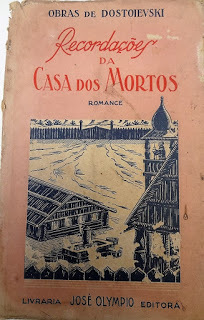 OBRAS DE DOSTOIEVSKI
Recordações
DA
CASA DOS MORTOS
ROMANCE
LIVRARIA JOSÉ OLYMPIO EDITORA